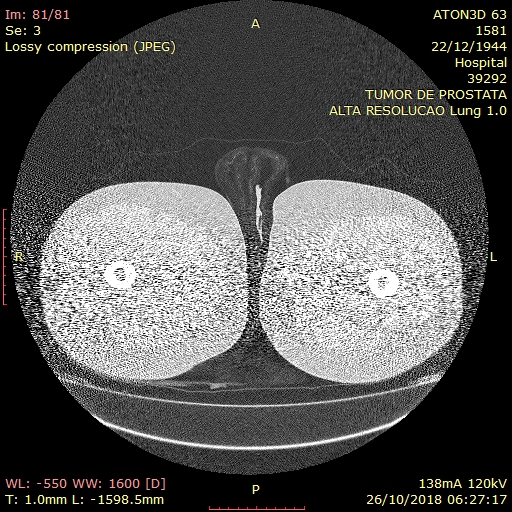 Im: 81/81
Se: 3
Lossy compression (JPEG)
A
ATON3D 63
1581
22/12/1944
Hospital
39292
TUMOR DE PROSTATA
ALTA RESOLUCAO Lung 1.0
R
L
WL: -550 WW: 1600 [D]
T: 1.0mm L: -1598.5mm
P
138mA 120kV
26/10/2018 06:27:17